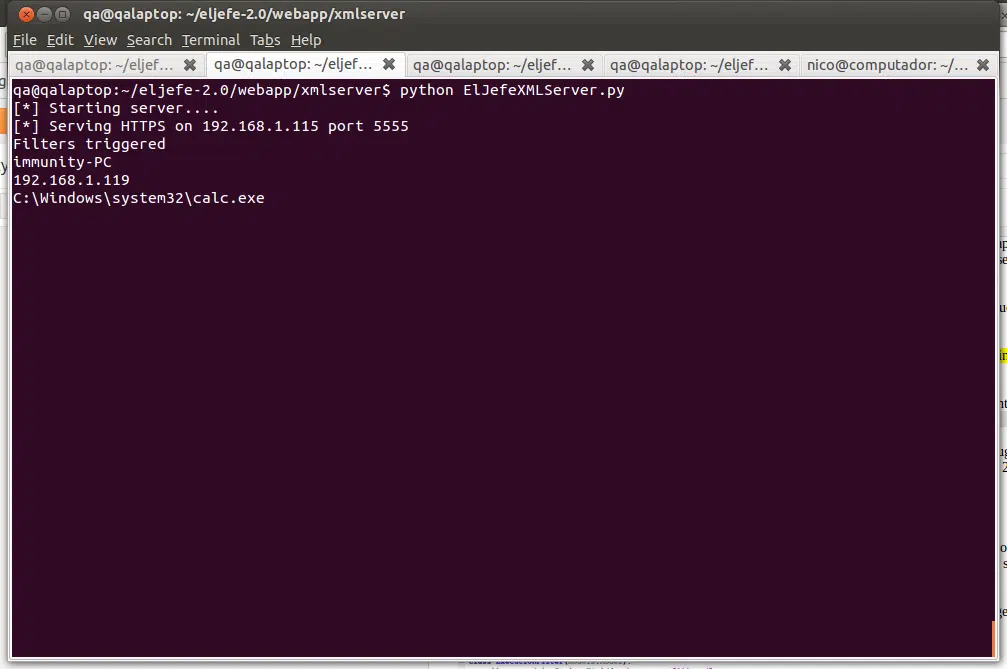 qa@qalaptop: ~/eljefe-2.0/webapp/xmlserver
File Edit View Search Terminal Tabs Help
qa@qalaptop: ~/eljef... qa@qalaptop: ~/eljef... qa@qalaptop: ~/eljef... qa@qalaptop: ~/eljef... nico@computador: ~/...
qa@qalaptop:~/eljefe-2.0/webapp/xmlserver$ python ElJefeXMLServer.py
[*] Starting server....
[*] Serving HTTPS on 192.168.1.115 port 5555
Filters triggered
immunity-PC
192.168.1.119
C:\Windows\system32\calc.exe